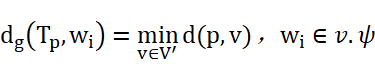 d_g(T_p, w_i) = min_{v∈V′} d(p, v)，w_i ∈ v.ψ